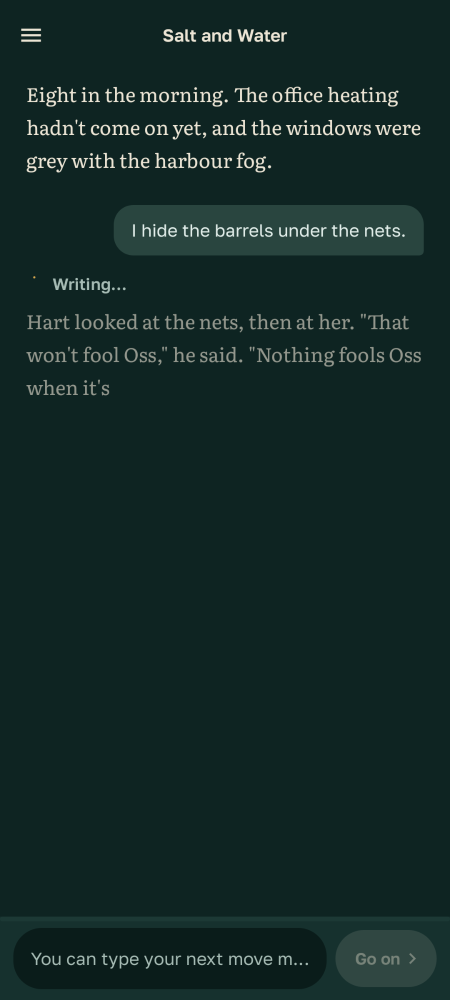 Salt and Water
Eight in the morning. The office heating
hadn't come on yet, and the windows were
grey with the harbour fog.
I hide the barrels under the nets.
Writing...
Hart looked at the nets, then at her. "That
won't fool Oss," he said. "Nothing fools Oss
when it's
You can type your next move m...
Go on